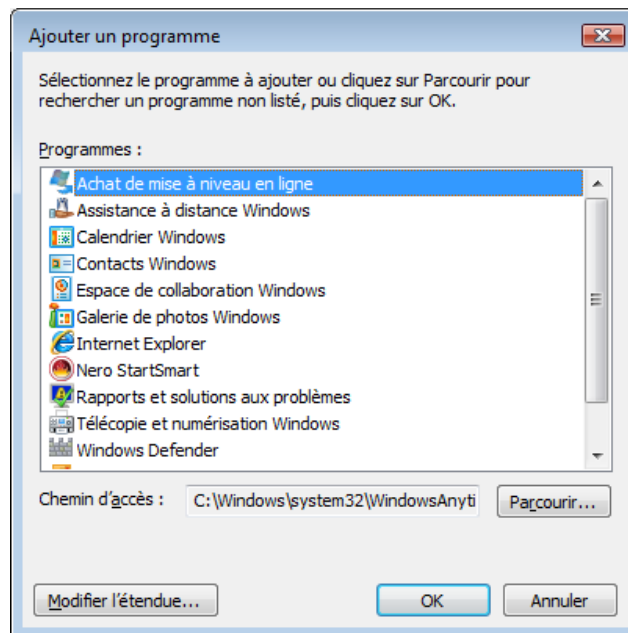 Ajouter un programme
Sélectionnez le programme à ajouter ou cliquez sur Parcourir pour
rechercher un programme non listé, puis cliquez sur OK.
Programmes :
Achat de mise à niveau en ligne
Assistance à distance Windows
Calendrier Windows
Contacts Windows
Espace de collaboration Windows
Galerie de photos Windows
Internet Explorer
Nero StartSmart
Rapports et solutions aux problèmes
Télécopie et numérisation Windows
Windows Defender
Chemin d'accès : C:\Windows\system32\WindowsAnyti Parcourir...
Modifier l'étendue... OK Annuler